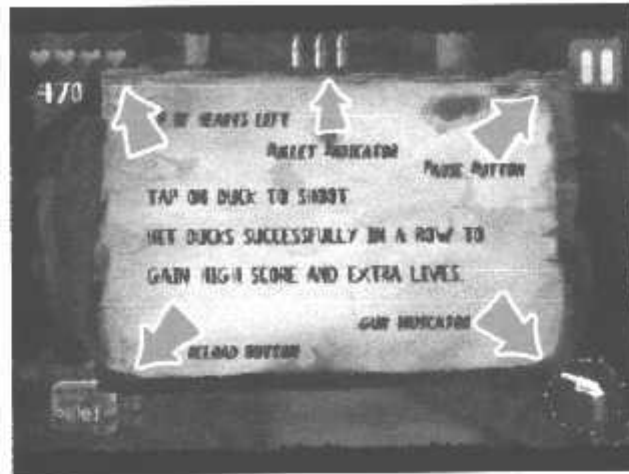 470
# OF HEARTS LEFT
BULLET INDICATOR
PAUSE BUTTON
TAP ON DUCK TO SHOOT
HIT DUCKS SUCCESSFULLY IN A ROW TO
GAIN HIGH SCORE AND EXTRA LIVES.
GUN INDICATOR
RELOAD BUTTON